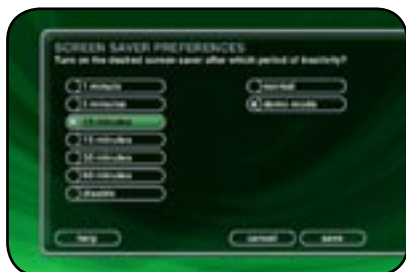 SCREEN SAVER PREFERENCES
Turn on the desired screen saver after which period of inactivity?
1 minute
5 minutes
10 minutes
15 minutes
30 minutes
60 minutes
disable
normal
demo mode
help
cancel
save